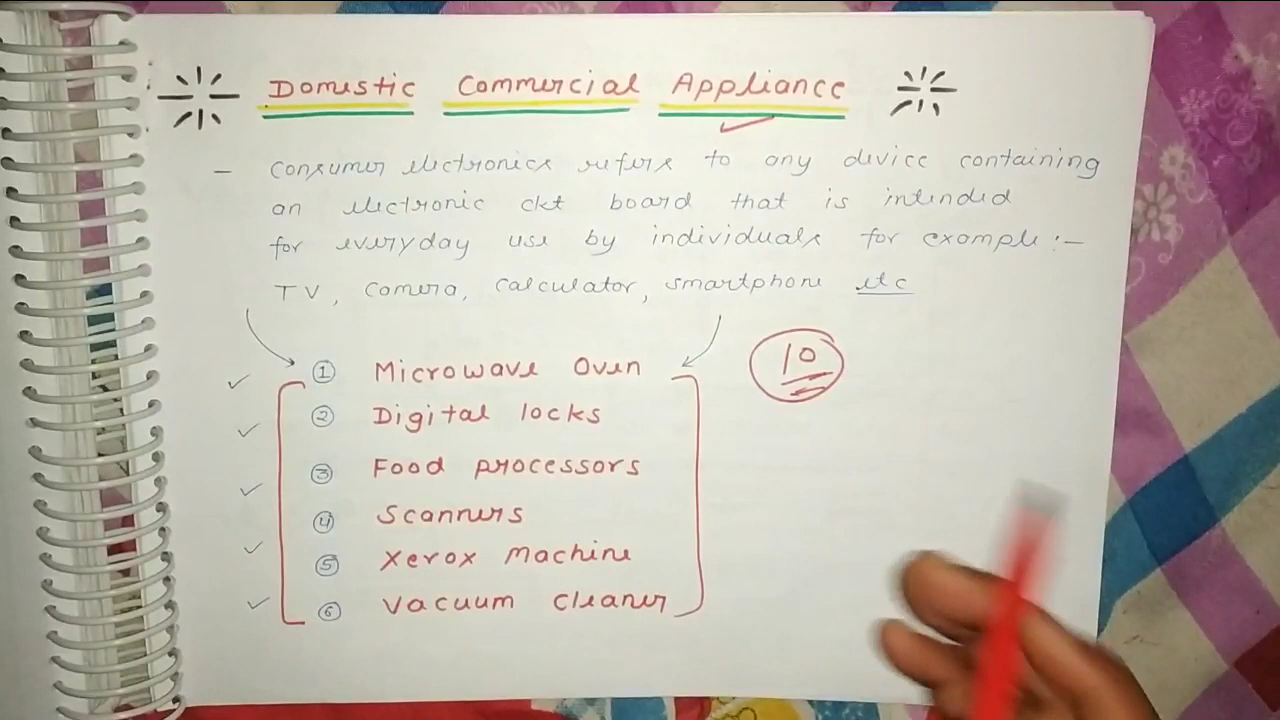 Domestic Commercial Appliance
- Consumer electronics refers to any device containing
an electronic ckt board that is intended
for everyday use by individuals for example :-
TV, camera, calculator, smartphone etc
① Microwave Oven
10
② Digital locks
③ Food processors
④ Scanners
⑤ Xerox Machine
⑥ Vacuum Cleaner